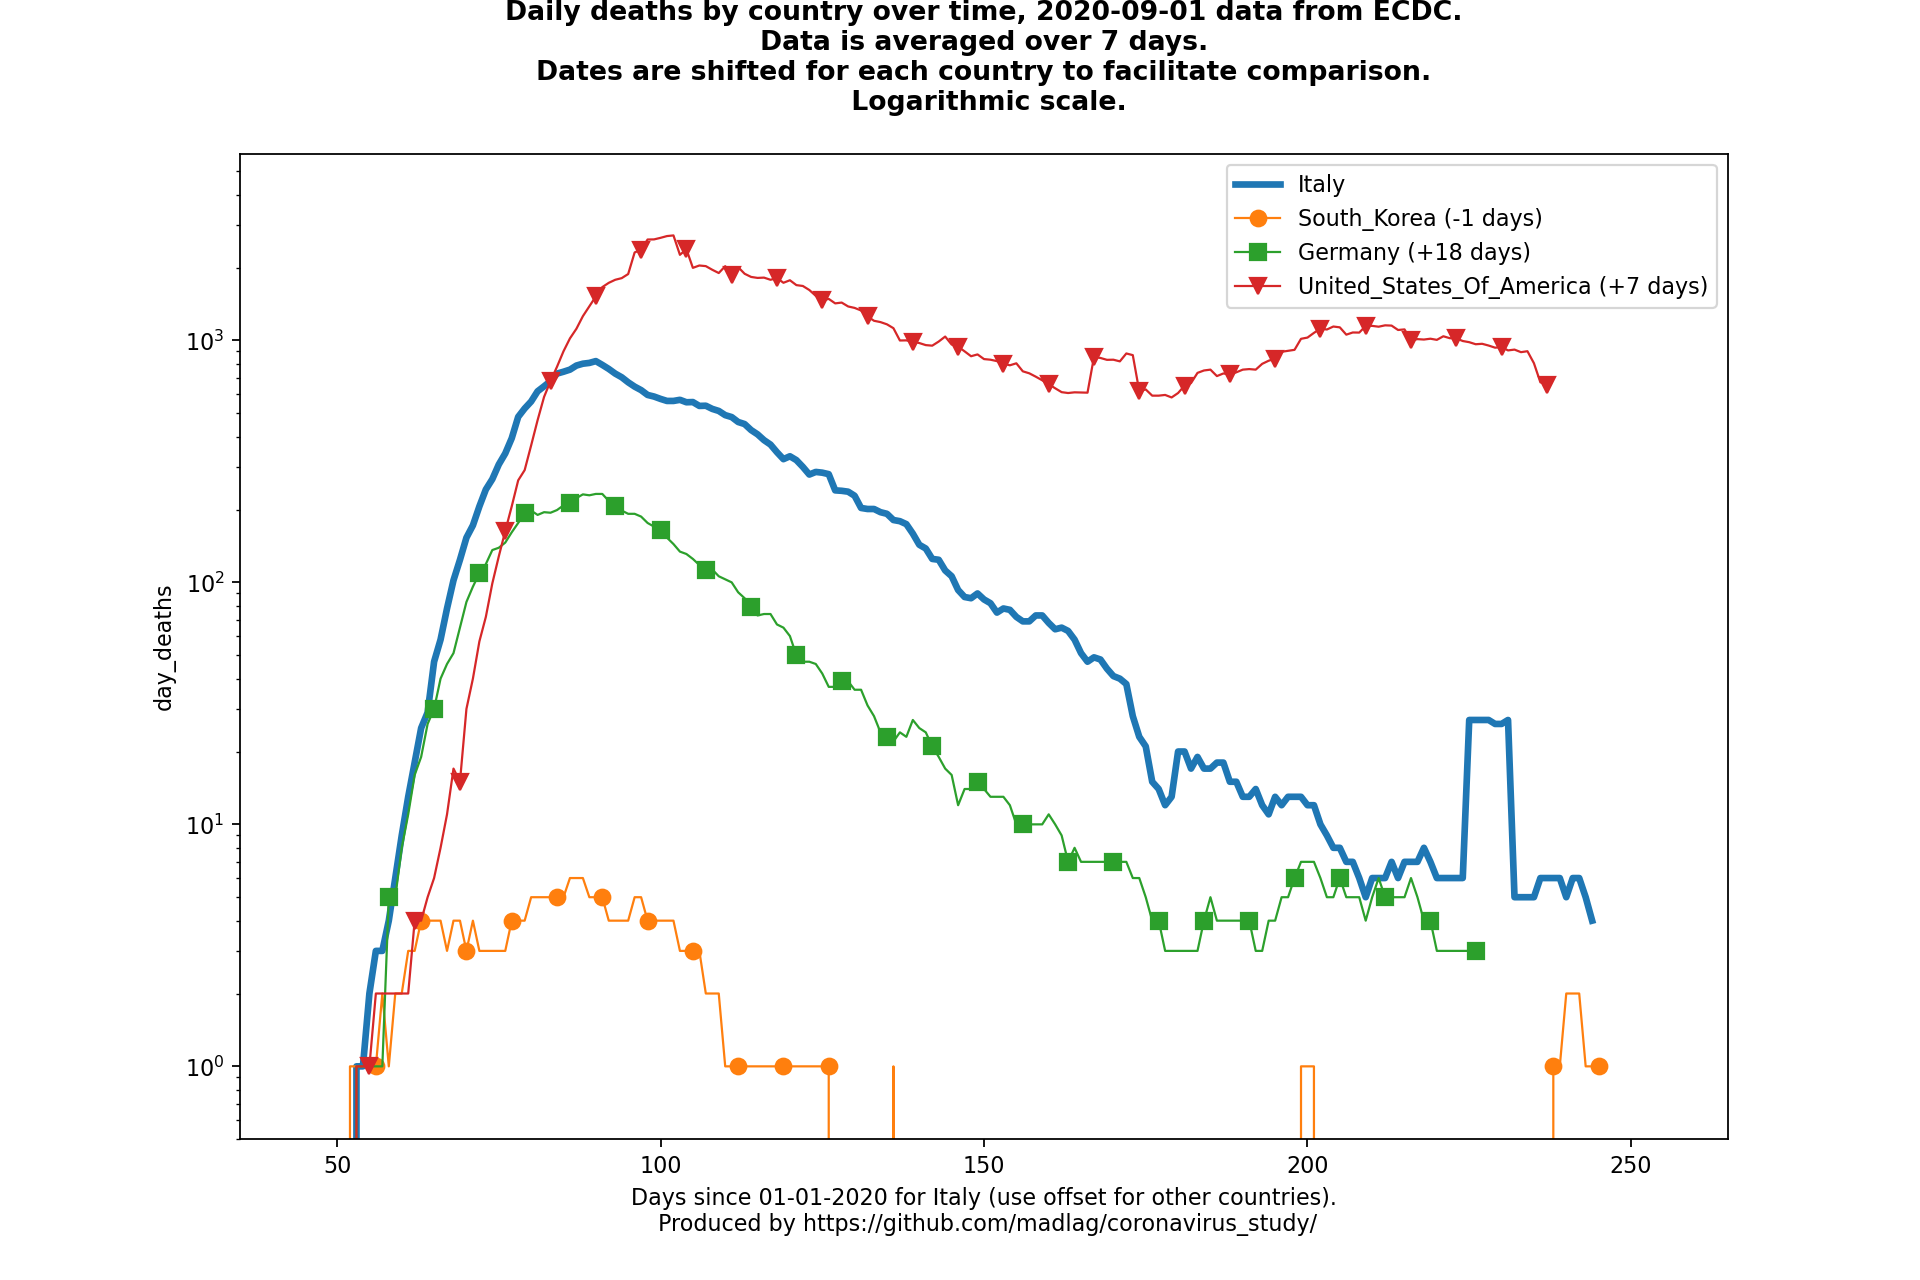 Daily deaths by country over time, 2020-09-01 data from ECDC.
Data is averaged over 7 days.
Dates are shifted for each country to facilitate comparison.
Logarithmic scale.
Italy
South_Korea (-1 days)
Germany (+18 days)
United_States_Of_America (+7 days)
10³
10²
10¹
10⁰
day_deaths
50 100 150 200 250
Days since 01-01-2020 for Italy (use offset for other countries).
Produced by https://github.com/madlag/coronavirus_study/